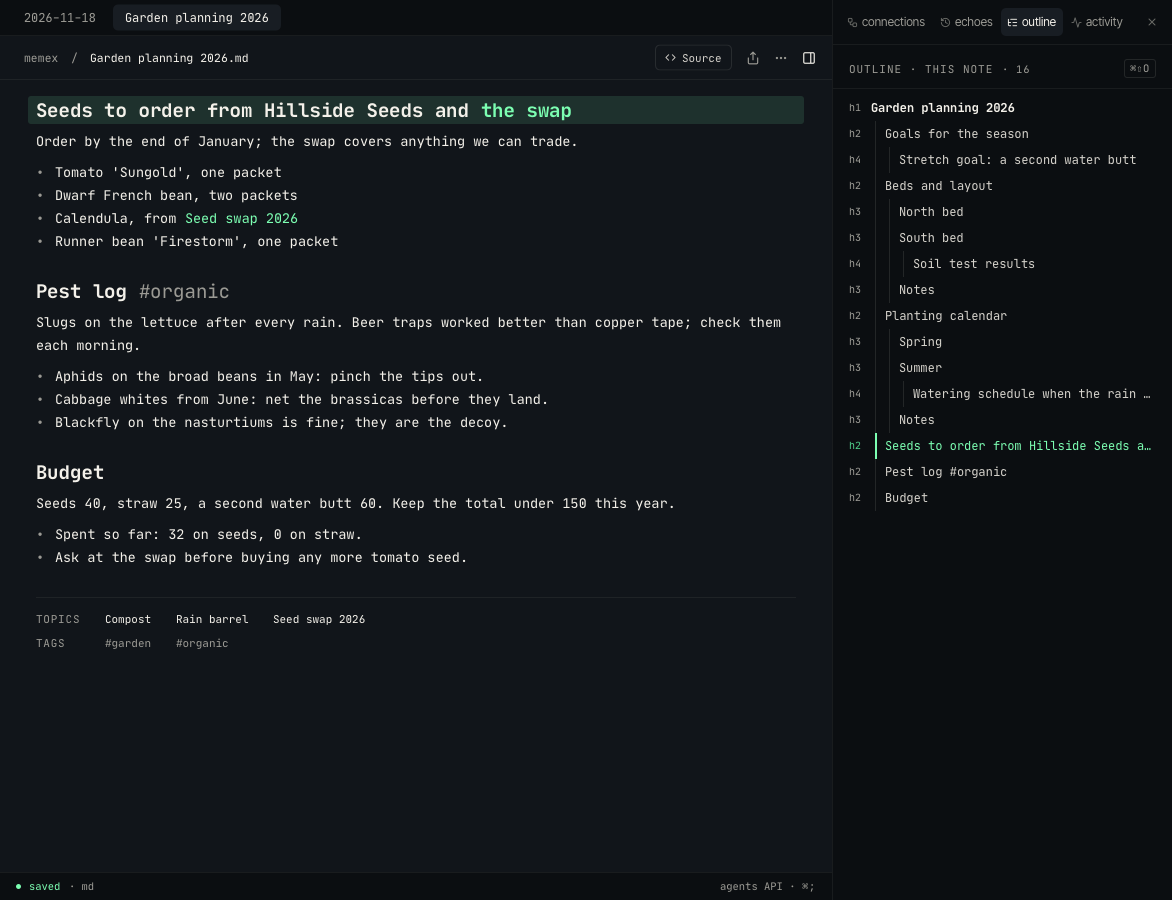 2026-11-18 Garden planning 2026
memex / Garden planning 2026.md
Source
Seeds to order from Hillside Seeds and the swap
Order by the end of January; the swap covers anything we can trade.
• Tomato 'Sungold', one packet
• Dwarf French bean, two packets
• Calendula, from Seed swap 2026
• Runner bean 'Firestorm', one packet
Pest log #organic
Slugs on the lettuce after every rain. Beer traps worked better than copper tape; check them
each morning.
• Aphids on the broad beans in May: pinch the tips out.
• Cabbage whites from June: net the brassicas before they land.
• Blackfly on the nasturtiums is fine; they are the decoy.
Budget
Seeds 40, straw 25, a second water butt 60. Keep the total under 150 this year.
• Spent so far: 32 on seeds, 0 on straw.
• Ask at the swap before buying any more tomato seed.
TOPICS Compost Rain barrel Seed swap 2026
TAGS #garden #organic
saved · md
agents API · ⌘;
connections echoes outline activity
OUTLINE · THIS NOTE · 16 ⌘⇧O
h1 Garden planning 2026
h2 Goals for the season
h4 Stretch goal: a second water butt
h2 Beds and layout
h3 North bed
h3 South bed
h4 Soil test results
h3 Notes
h2 Planting calendar
h3 Spring
h3 Summer
h4 Watering schedule when the rain …
h3 Notes
h2 Seeds to order from Hillside Seeds a…
h2 Pest log #organic
h2 Budget